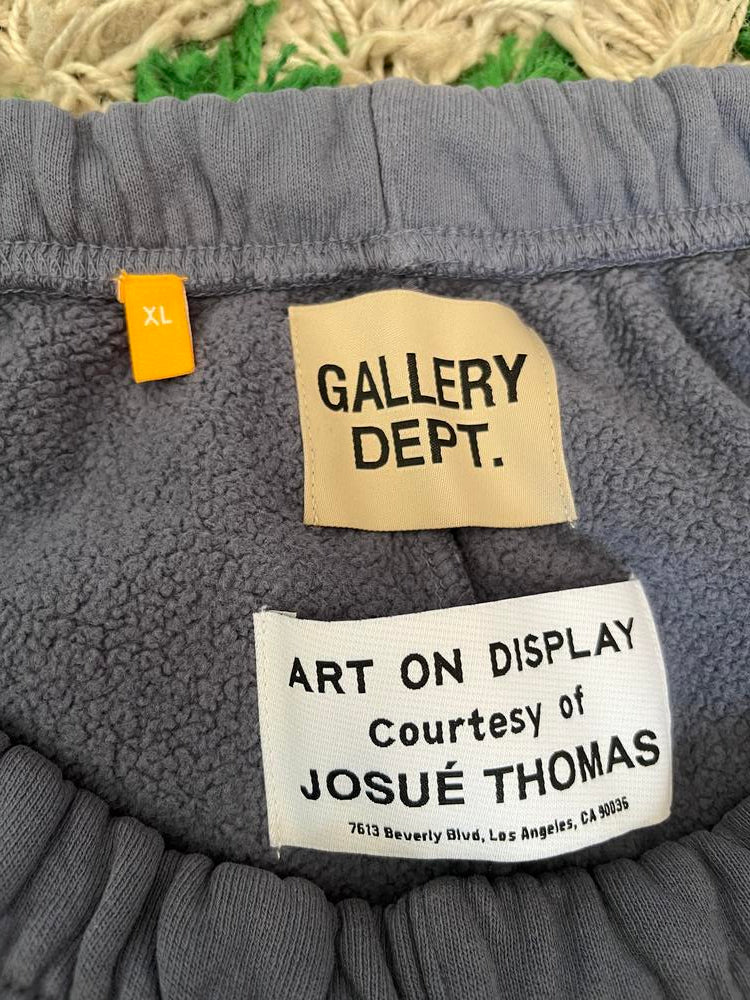 XL
GALLERY
DEPT.
ART ON DISPLAY
Courtesy of
JOSUÉ THOMAS
7613 Beverly Blvd, Los Angeles, CA 90036